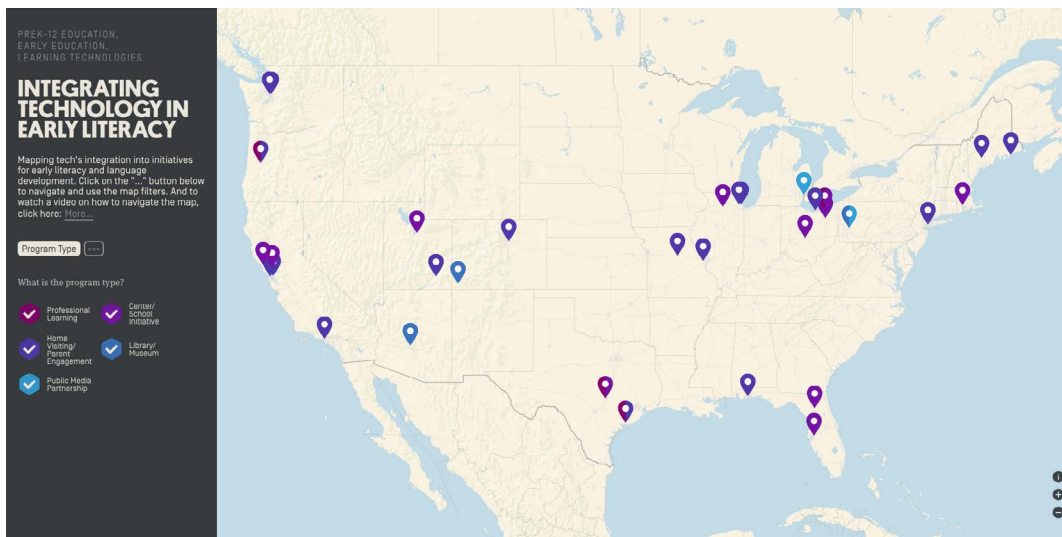 PREK-12 EDUCATION,
EARLY EDUCATION,
LEARNING TECHNOLOGIES
INTEGRATING
TECHNOLOGY IN
EARLY LITERACY
Mapping tech's integration into initiatives
for early literacy and language
development. Click on the "..." button below
to navigate and use the map filters. And to
watch a video on how to navigate the map,
click here: More...
Program Type
What is the program type?
Professional
Learning
Center/
School
Initiative
Home
Visiting/
Parent
Engagement
Library/
Museum
Public Media
Partnership